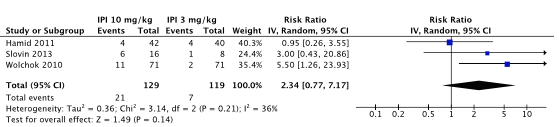 IPI 10 mg/kg IPI 3 mg/kg Risk Ratio Risk Ratio
Study or Subgroup Events Total Events Total Weight IV, Random, 95% CI IV, Random, 95% CI
Hamid 2011 4 42 4 40 40.3% 0.95 [0.26, 3.55]
Slovin 2013 6 16 1 8 24.4% 3.00 [0.43, 20.86]
Wolchok 2010 11 71 2 71 35.4% 5.50 [1.26, 23.93]
Total (95% CI) 129 119 100.0% 2.34 [0.77, 7.17]
Total events 21 7
Heterogeneity: Tau² = 0.36; Chi² = 3.14, df = 2 (P = 0.21); I² = 36%
Test for overall effect: Z = 1.49 (P = 0.14)
0.1 0.2 0.5 1 2 5 10